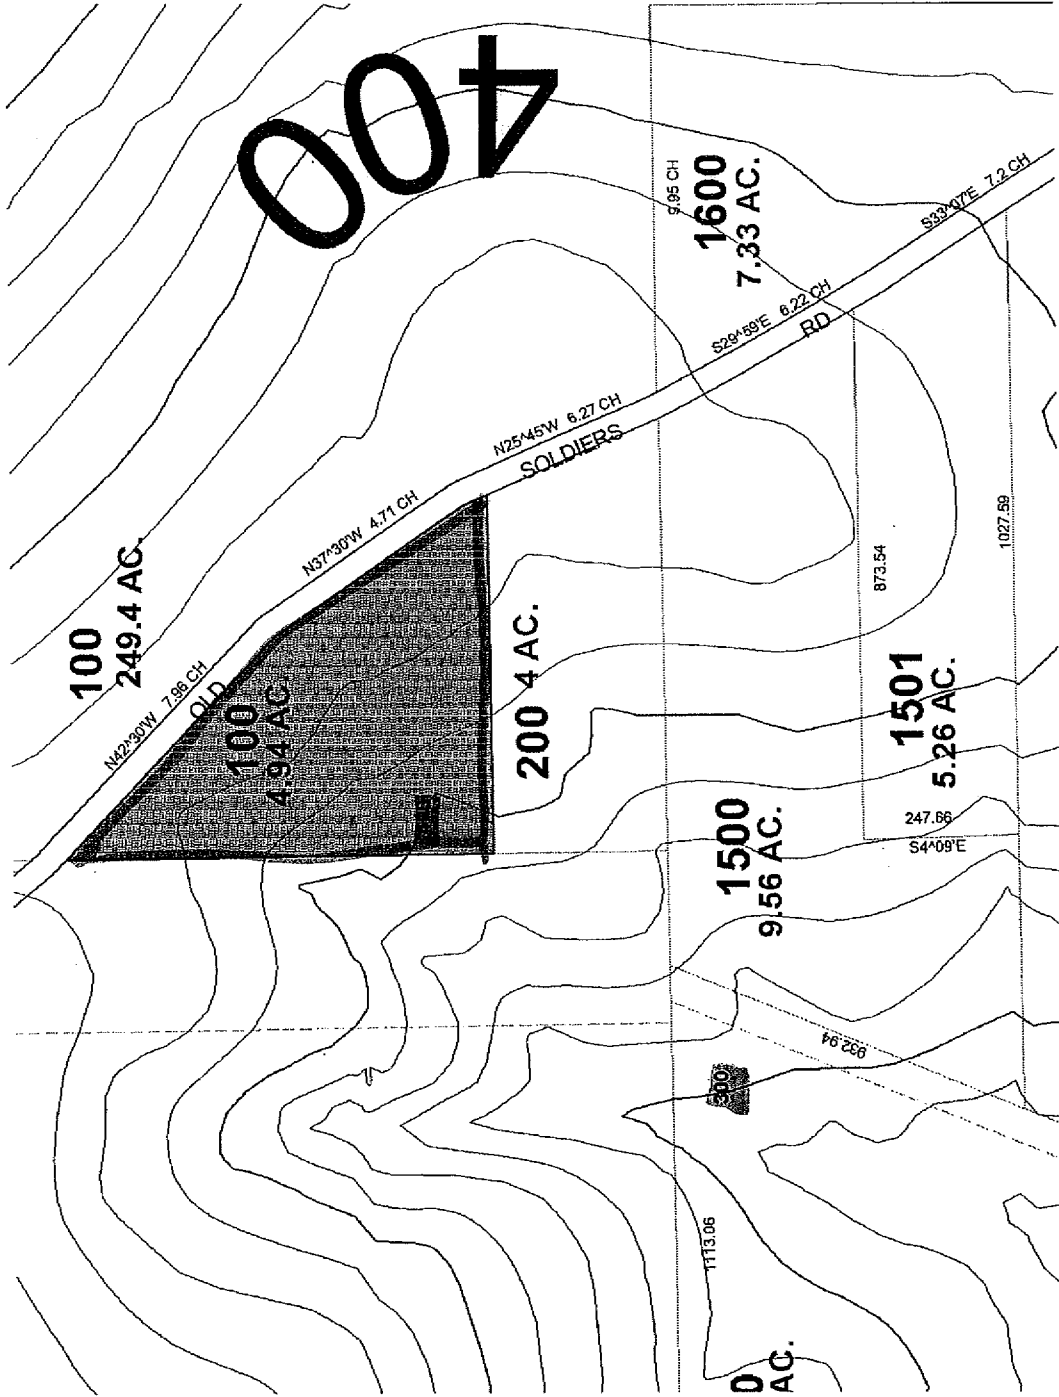 400
9.95 CH
1600
7.33 AC.
S33^07'E 7.2 CH
S29^59'E 6.22 CH
RD
N25^45'W 6.27 CH
SOLDIERS
N37^30'W 4.71 CH
100
249.4 AC.
N42^30'W 7.96 CH
OLD
100
4.94 AC.
200 4 AC.
873.54
1027.59
1501
5.26 AC.
247.66
S4^09'E
1500
9.56 AC.
932.94
300
1113.06
0
AC.